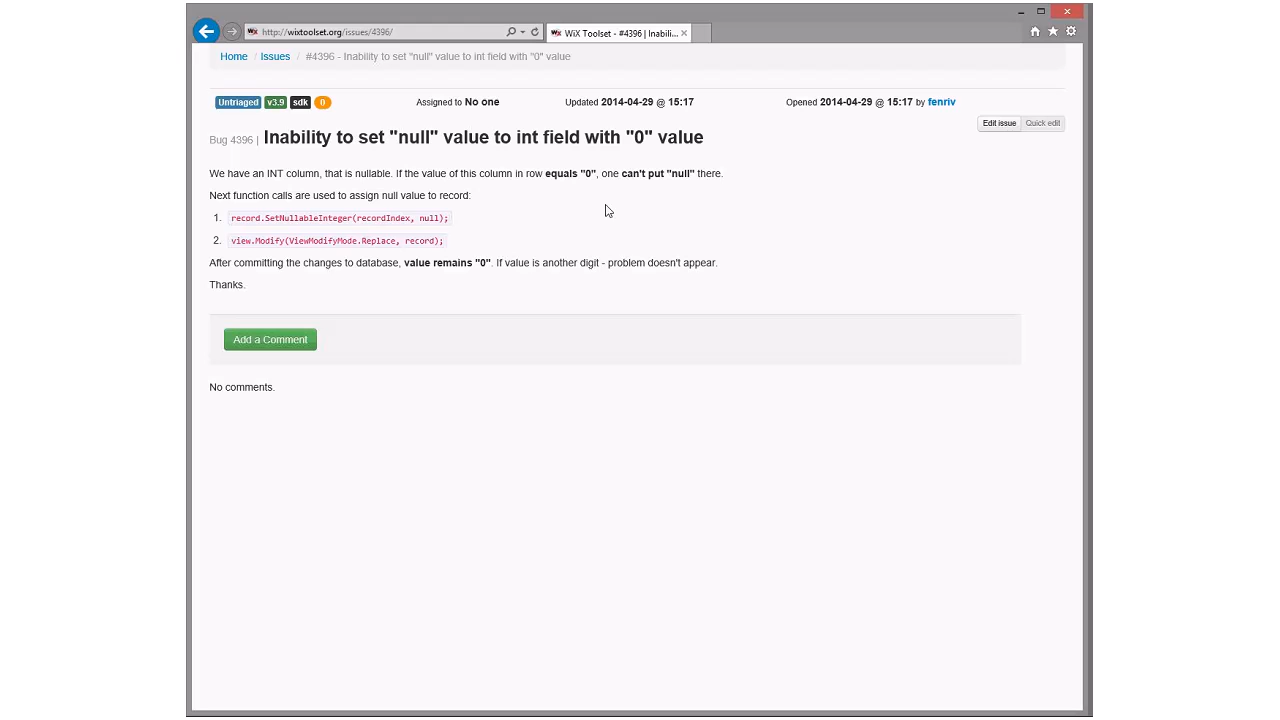 http://wixtoolset.org/issues/4396/
WiX Toolset - #4396 | Inabili...
Home / Issues / #4396 - Inability to set "null" value to int field with "0" value
Untriaged v3.9 sdk 0 Assigned to No one Updated 2014-04-29 @ 15:17 Opened 2014-04-29 @ 15:17 by fenriv
Edit issue Quick edit
Bug 4396 | Inability to set "null" value to int field with "0" value
We have an INT column, that is nullable. If the value of this column in row equals "0", one can't put "null" there.
Next function calls are used to assign null value to record:
1. record.SetNullableInteger(recordIndex, null);
2. view.Modify(ViewModifyMode.Replace, record);
After committing the changes to database, value remains "0". If value is another digit - problem doesn't appear.
Thanks.
Add a Comment
No comments.